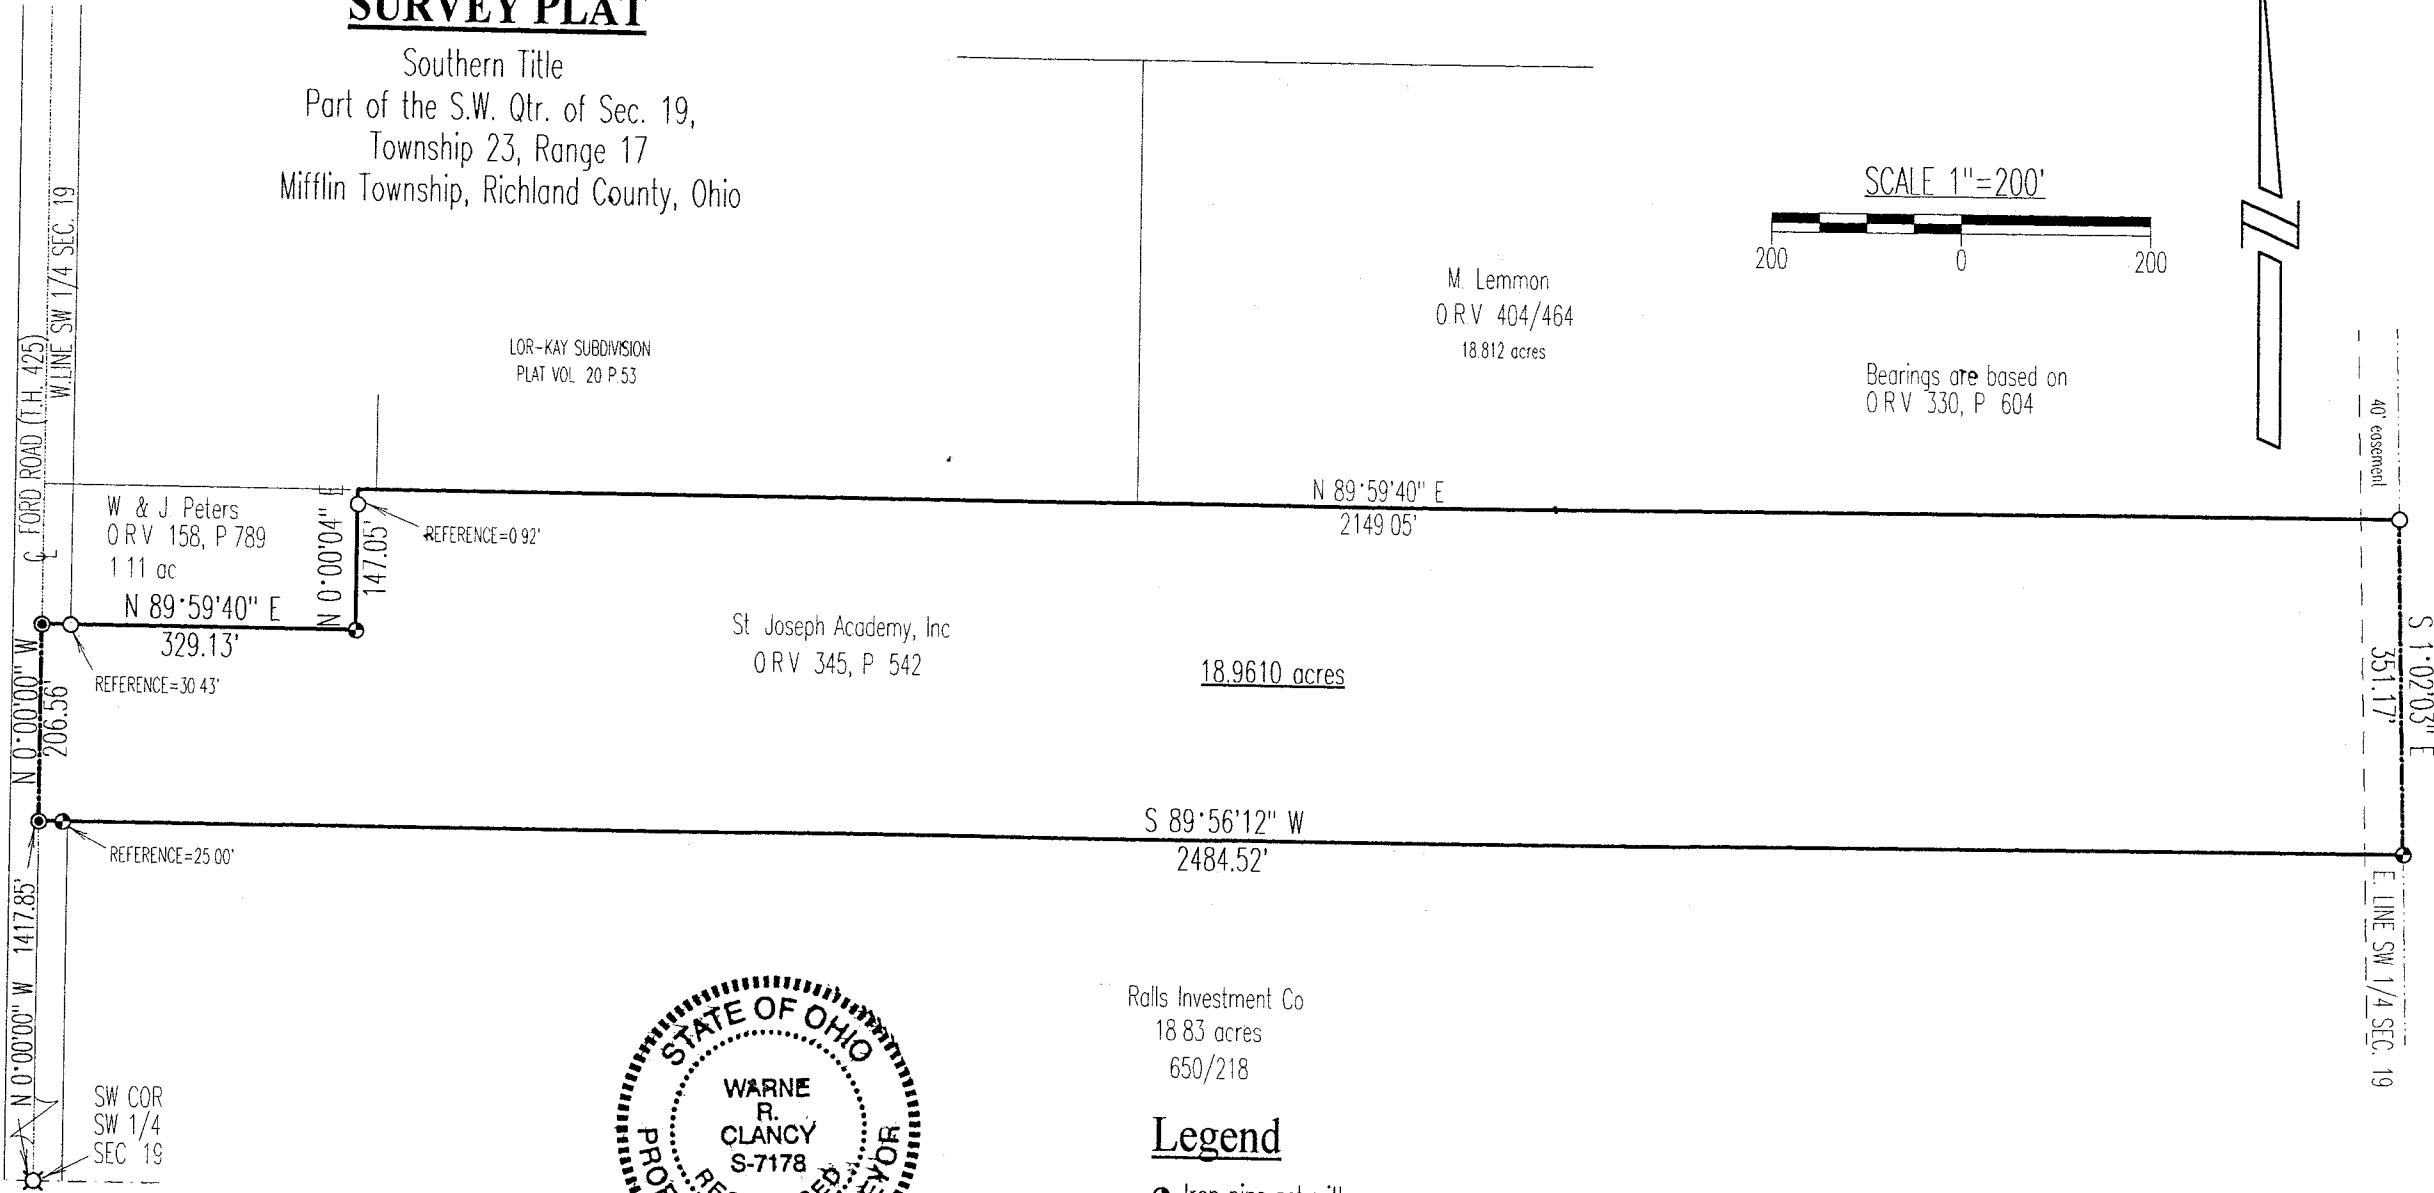 SURVEY PLAT
Southern Title
Part of the S.W. Qtr. of Sec. 19,
Township 23, Range 17
Mifflin Township, Richland County, Ohio
SCALE 1"=200'
200 0 200
M. Lemmon
O.R.V 404/464
18.812 acres
Bearings are based on
O R V 330, P 604
LOR-KAY SUBDIVISION
PLAT VOL 20 P.53
W.LINE SW 1/4 SEC. 19
C L FORD ROAD (T.H. 425)
40' easement
W & J. Peters
O R V 158, P 789
1 11 ac
N 89°59'40" E
329.13'
N 0°00'04" E
147.05'
REFERENCE=0 92'
N 89°59'40" E
2149 05'
REFERENCE=30 43'
N 0°00'00" W
206.56'
St Joseph Academy, Inc
O R V 345, P 542
18.9610 acres
S 1°02'03" E
351.17'
S 89°56'12" W
2484.52'
REFERENCE=25 00'
N 0°00'00" W 1417.85'
E. LINE SW 1/4 SEC. 19
SW COR
SW 1/4
SEC 19
STATE OF OHIO
WARNE
R.
CLANCY
S-7178
Ralls Investment Co
18 83 acres
650/218
Legend